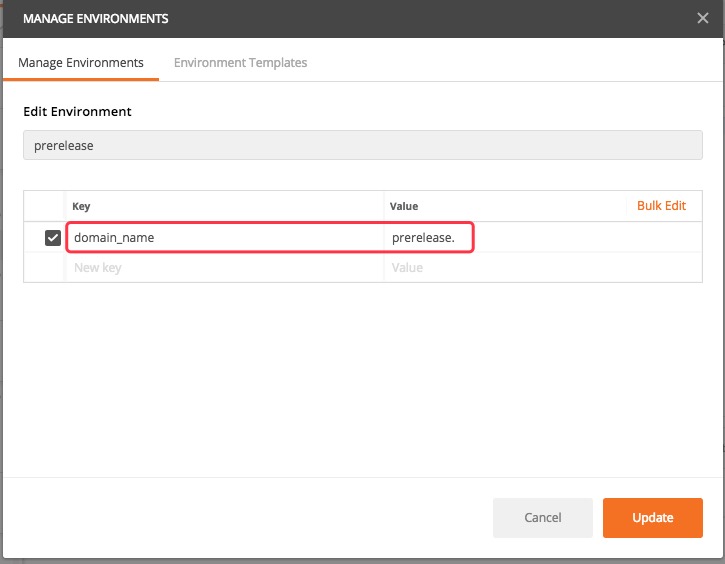 MANAGE ENVIRONMENTS
Manage Environments Environment Templates
Edit Environment
prerelease
Key Value Bulk Edit
domain_name prerelease.
New key Value
Cancel Update